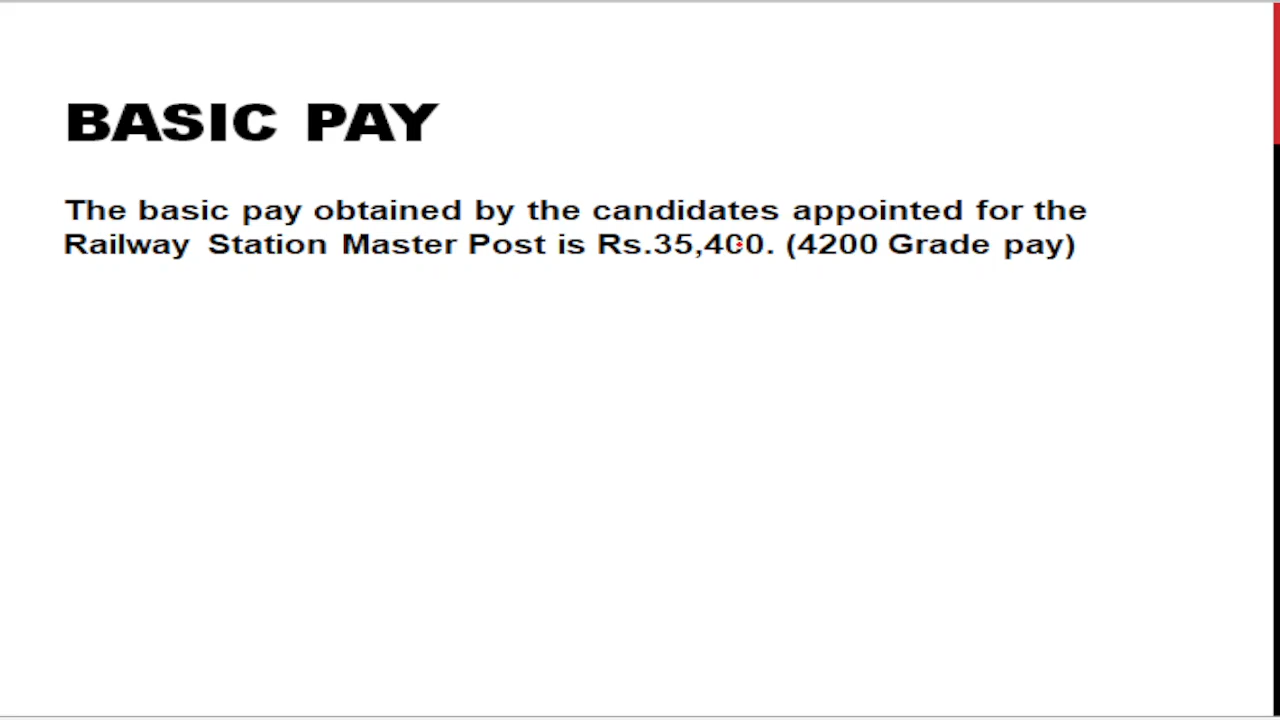 BASIC PAY
The basic pay obtained by the candidates appointed for the
Railway Station Master Post is Rs.35,400. (4200 Grade pay)